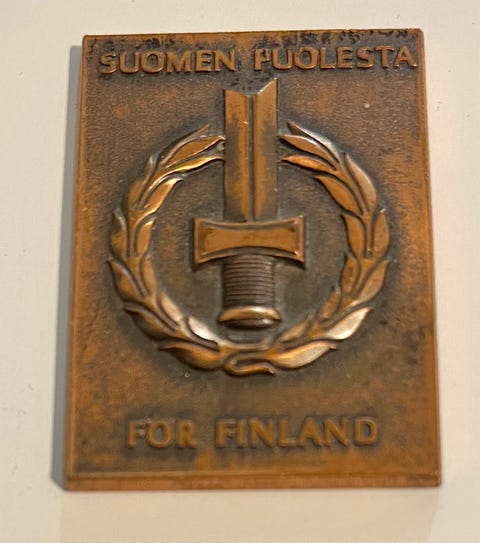 SUOMEN PUOLESTA
FOR FINLAND